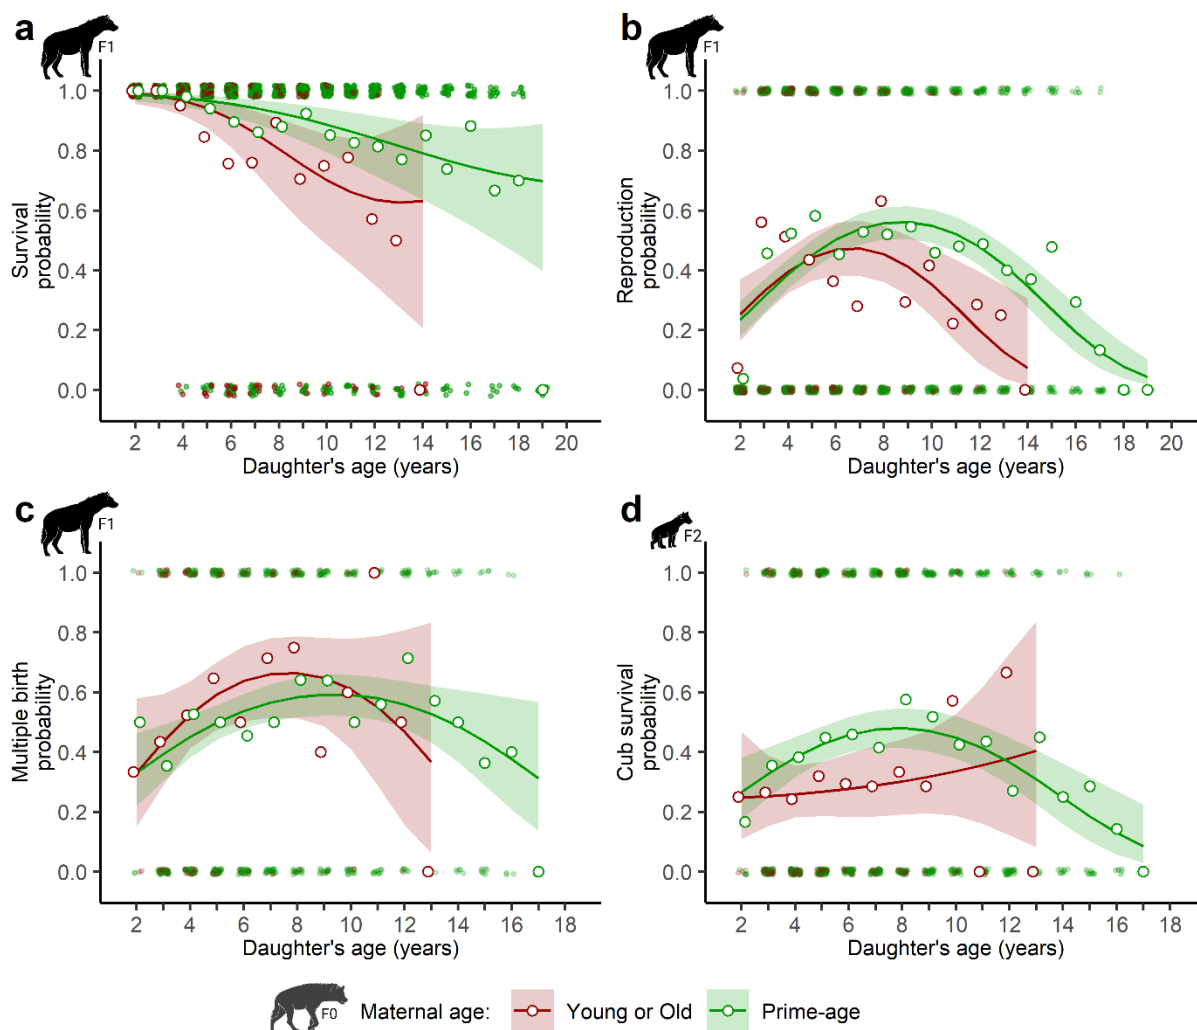 a
F1
1.0
0.8
0.6
0.4
0.2
0.0
Survival
probability
2 4 6 8 10 12 14 16 18 20
Daughter's age (years)
b
F1
1.0
0.8
0.6
0.4
0.2
0.0
Reproduction
probability
2 4 6 8 10 12 14 16 18 20
Daughter's age (years)
c
F1
1.0
0.8
0.6
0.4
0.2
0.0
Multiple birth
probability
2 4 6 8 10 12 14 16 18
Daughter's age (years)
d
F2
1.0
0.8
0.6
0.4
0.2
0.0
Cub survival
probability
2 4 6 8 10 12 14 16 18
Daughter's age (years)
F0 Maternal age: Young or Old Prime-age